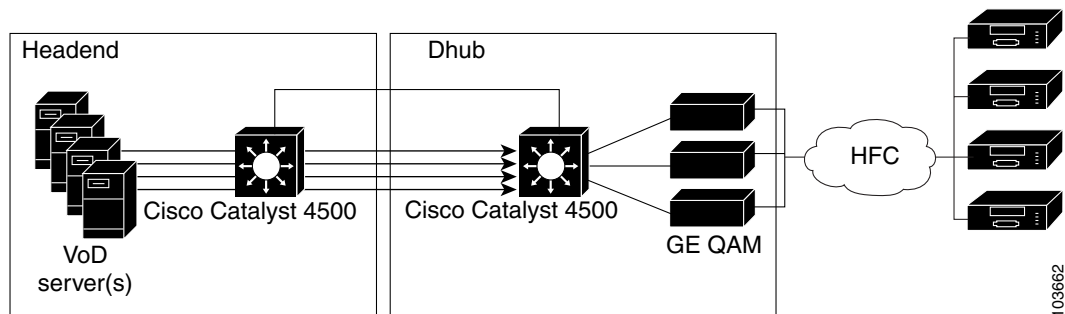 Headend
Dhub
HFC
Cisco Catalyst 4500
Cisco Catalyst 4500
GE QAM
VoD
server(s)
103662